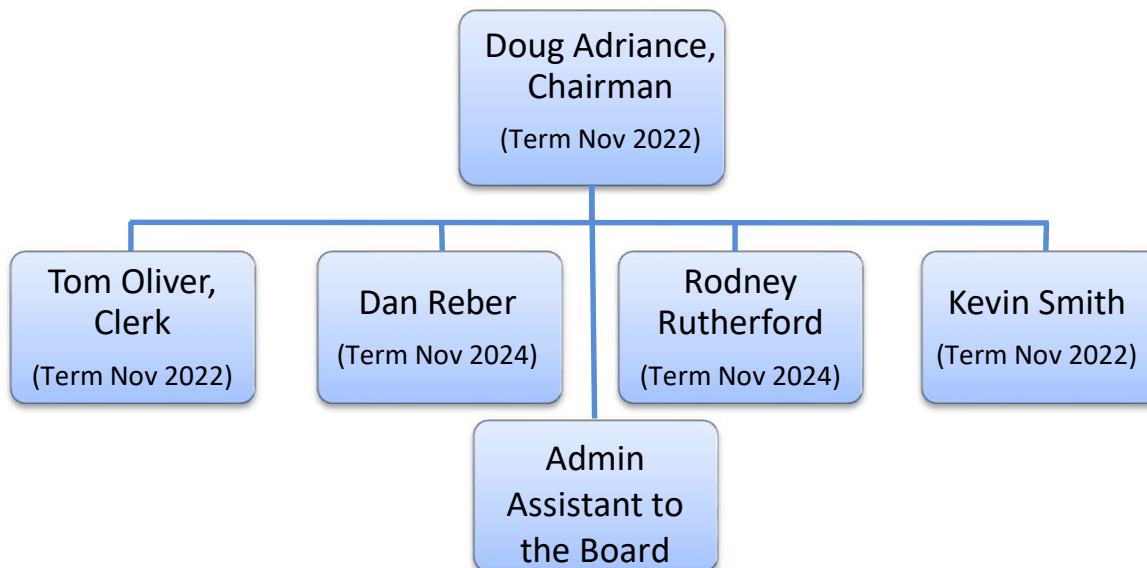 Doug Adriance,
Chairman
(Term Nov 2022)
Tom Oliver,
Clerk
(Term Nov 2022)
Dan Reber
(Term Nov 2024)
Rodney
Rutherford
(Term Nov 2024)
Kevin Smith
(Term Nov 2022)
Admin
Assistant to
the Board